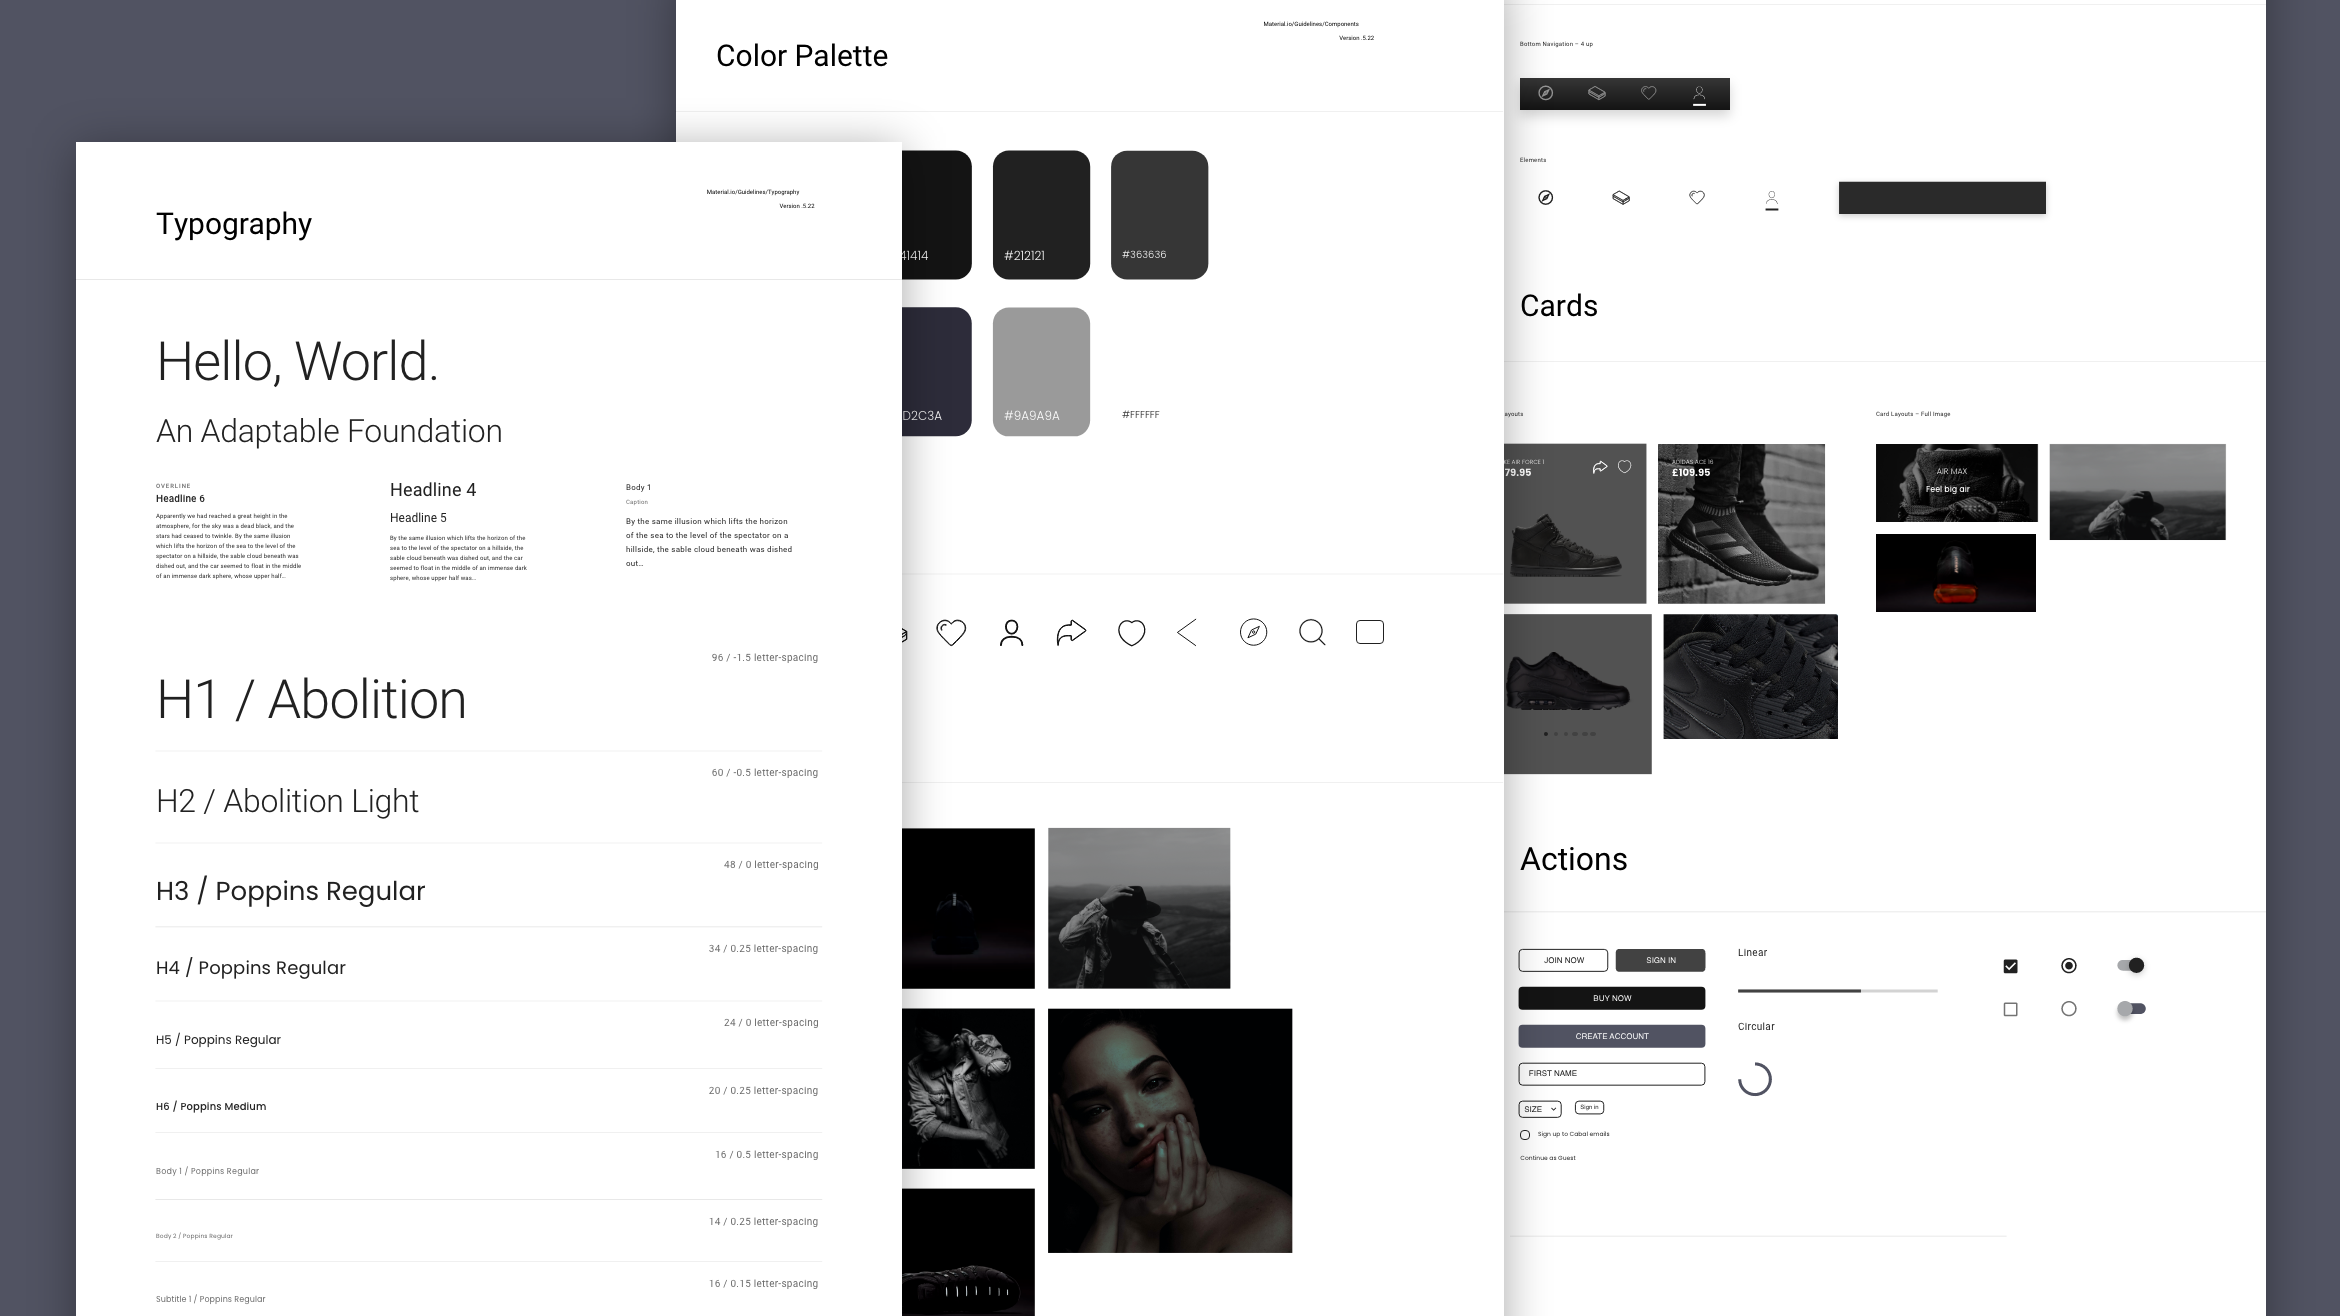 Typography
Material.io/Guidelines/Typography
Version .5.22
Hello, World.
An Adaptable Foundation
OVERLINE
Headline 6
Apparently we had reached a great height in the
atmosphere, for the sky was a dead black, and the
stars had ceased to twinkle. By the same illusion
which lifts the horizon of the sea to the level of the
spectator on a hillside, the sable cloud beneath was
dished out, and the car seemed to float in the middle
of an immense dark sphere, whose upper half...
Headline 4
Headline 5
By the same illusion which lifts the horizon of the
sea to the level of the spectator on a hillside, the
sable cloud beneath was dished out, and the car
seemed to float in the middle of an immense dark
sphere, whose upper half was...
Body 1
Caption
By the same illusion which lifts the horizon
of the sea to the level of the spectator on a
hillside, the sable cloud beneath was dished
out...
96 / -1.5 letter-spacing
H1 / Abolition
60 / -0.5 letter-spacing
H2 / Abolition Light
48 / 0 letter-spacing
H3 / Poppins Regular
34 / 0.25 letter-spacing
H4 / Poppins Regular
24 / 0 letter-spacing
H5 / Poppins Regular
20 / 0.25 letter-spacing
H6 / Poppins Medium
16 / 0.5 letter-spacing
Body 1 / Poppins Regular
14 / 0.25 letter-spacing
Body 2 / Poppins Regular
16 / 0.15 letter-spacing
Subtitle 1 / Poppins Regular
Color Palette
Material.io/Guidelines/Components
Version .5.22
41414
#212121
#363636
D2C3A
#9A9A9A
#FFFFFF
Bottom Navigation – 4 up
Elements
Cards
ayouts
Card Layouts – Full Image
KE AIR FORCE 1
79.95
ADIDAS ACE 16
£109.95
AIR MAX
Feel big air
Actions
JOIN NOW
SIGN IN
BUY NOW
CREATE ACCOUNT
FIRST NAME
SIZE
Sign in
Sign up to Cabal emails
Continue as Guest
Linear
Circular